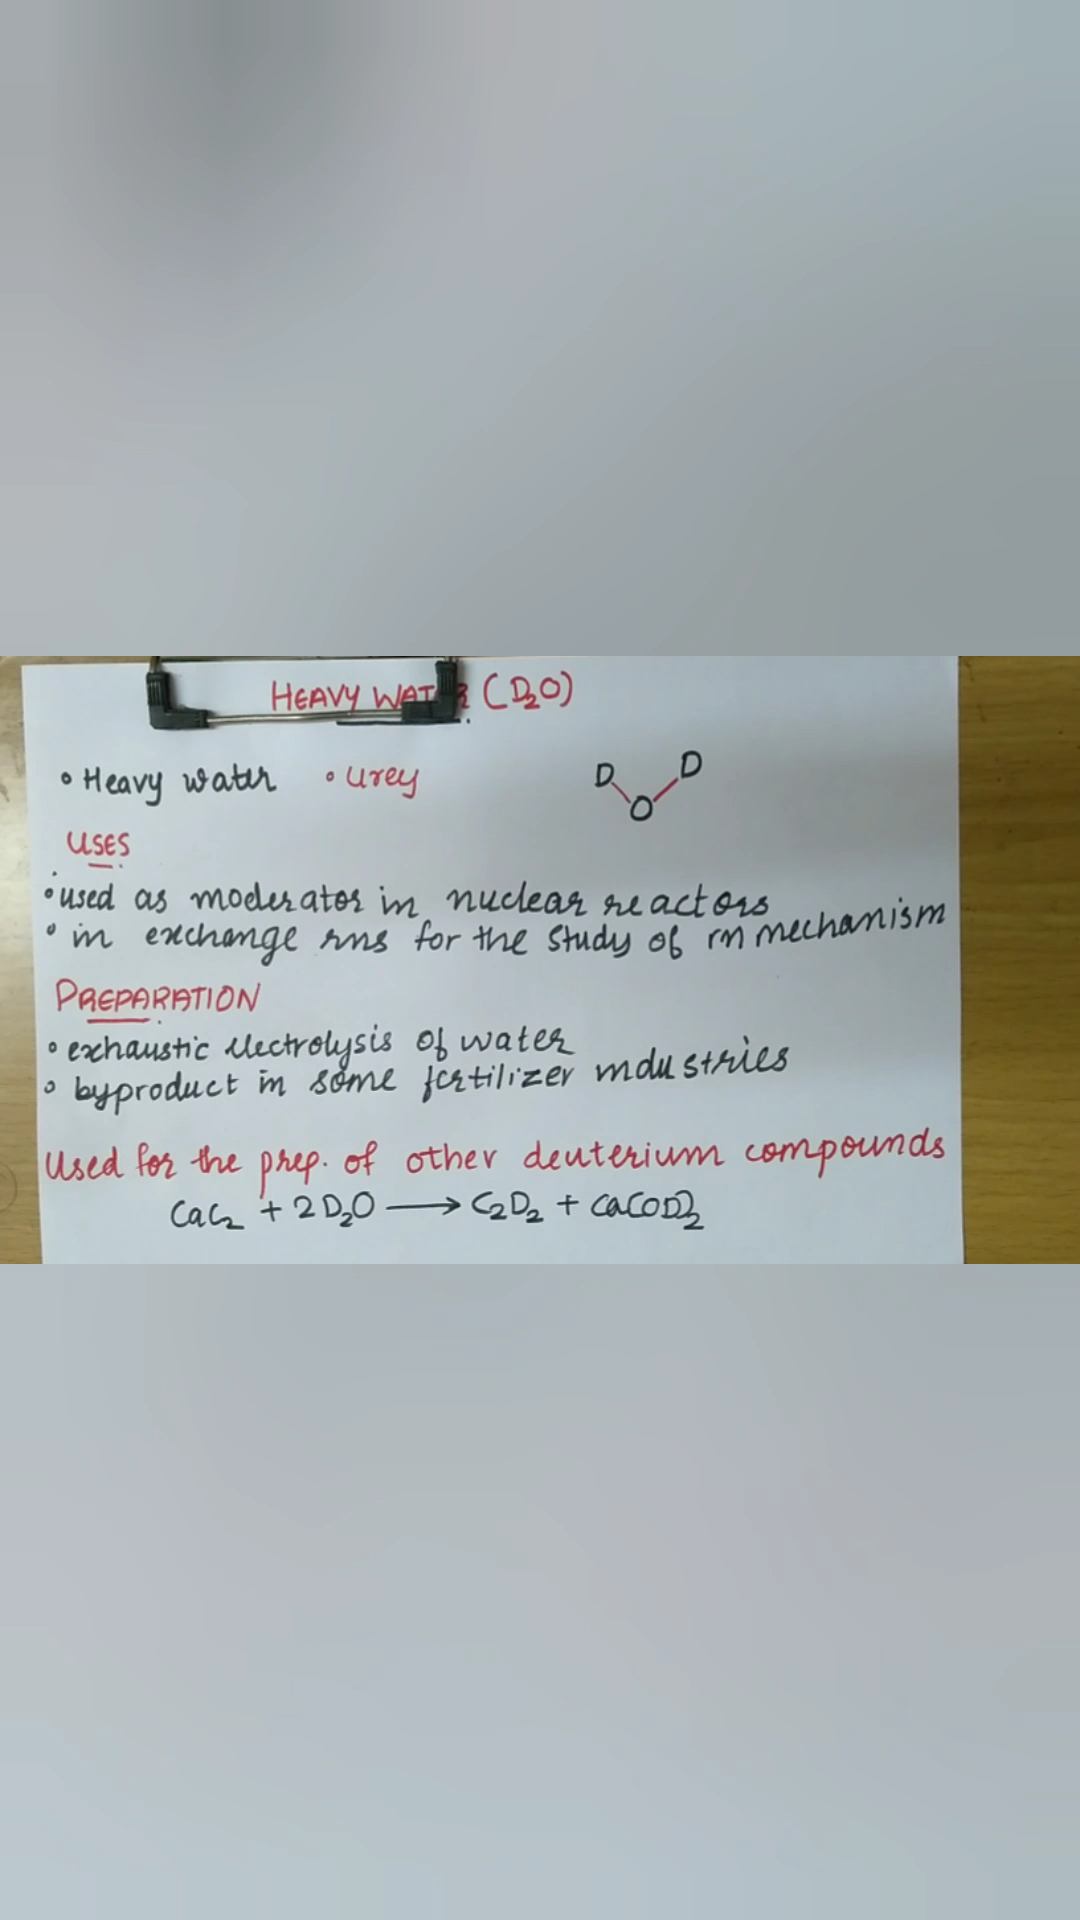 HEAVY WATER (D₂O)
• Heavy water • Urey
D D
O
USES
• used as moderator in nuclear reactors
• in exchange rns for the study of rn mechanism
PREPARATION
• exhaustic electrolysis of water
• byproduct in some fertilizer industries
Used for the prep. of other deuterium compounds
CaC₂ + 2D₂O ⟶ C₂D₂ + Ca(OD)₂